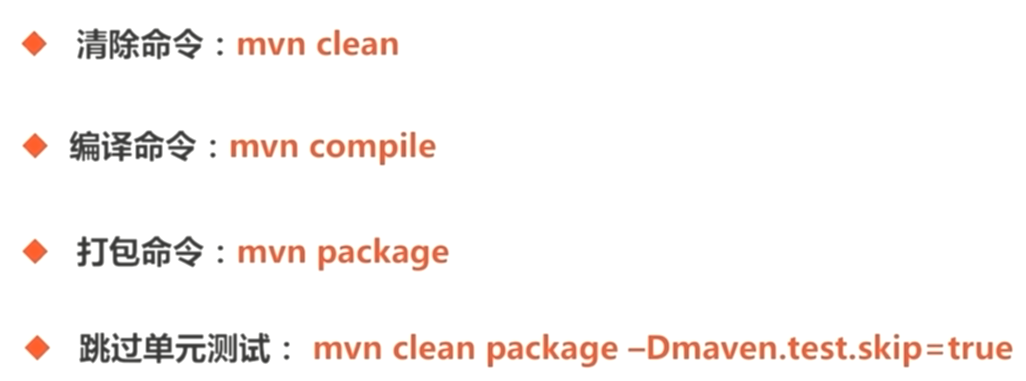 清除命令：mvn clean
编译命令：mvn compile
打包命令：mvn package
跳过单元测试： mvn clean package –Dmaven.test.skip=true